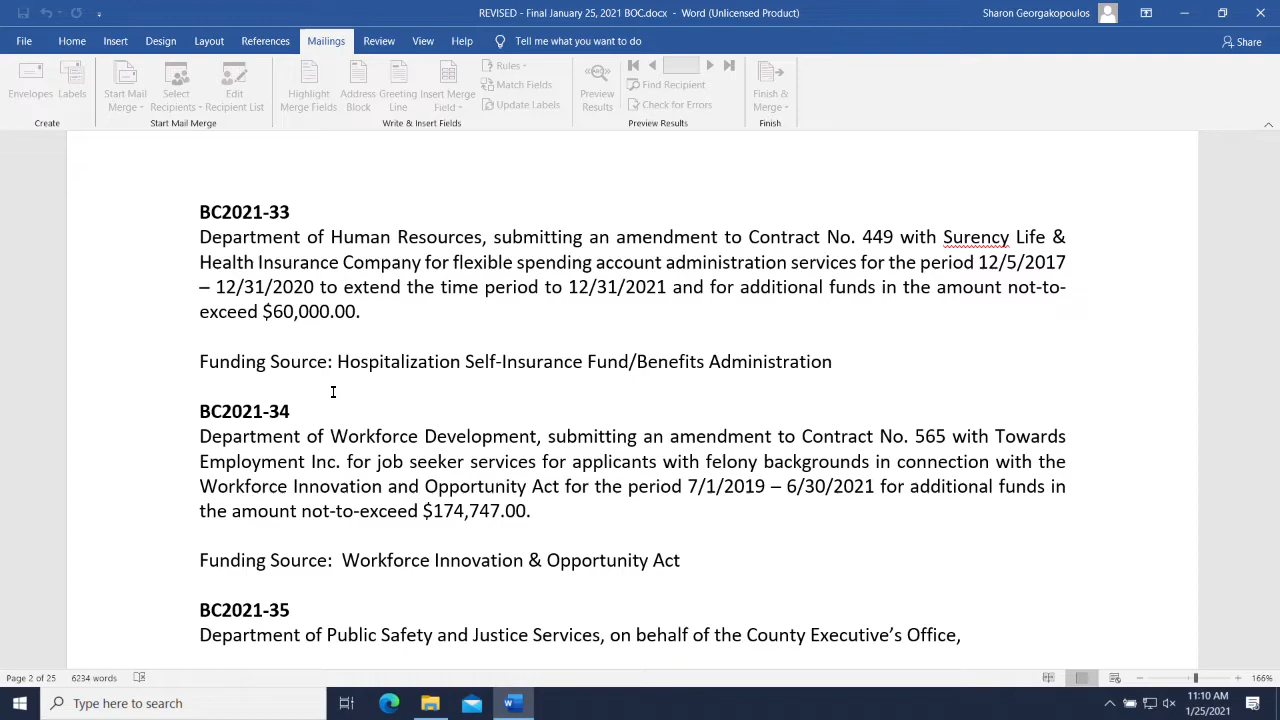 REVISED - Final January 25, 2021 BOC.docx - Word (Unlicensed Product)
Sharon Georgakopoulos
File Home Insert Design Layout References Mailings Review View Help Tell me what you want to do Share
Envelopes Labels
Create
Start Mail Merge
Select Recipients
Edit Recipient List
Start Mail Merge
Highlight Merge Fields
Address Block
Greeting Line
Insert Merge Field
Rules
Match Fields
Update Labels
Write & Insert Fields
ABC
Preview Results
Find Recipient
Check for Errors
Preview Results
Finish & Merge
Finish
BC2021-33
Department of Human Resources, submitting an amendment to Contract No. 449 with Surency Life &
Health Insurance Company for flexible spending account administration services for the period 12/5/2017
– 12/31/2020 to extend the time period to 12/31/2021 and for additional funds in the amount not-to-
exceed $60,000.00.
Funding Source: Hospitalization Self-Insurance Fund/Benefits Administration
BC2021-34
Department of Workforce Development, submitting an amendment to Contract No. 565 with Towards
Employment Inc. for job seeker services for applicants with felony backgrounds in connection with the
Workforce Innovation and Opportunity Act for the period 7/1/2019 – 6/30/2021 for additional funds in
the amount not-to-exceed $174,747.00.
Funding Source:  Workforce Innovation & Opportunity Act
BC2021-35
Department of Public Safety and Justice Services, on behalf of the County Executive’s Office,
Page 2 of 25 6234 words 166%
Type here to search
11:10 AM
1/25/2021